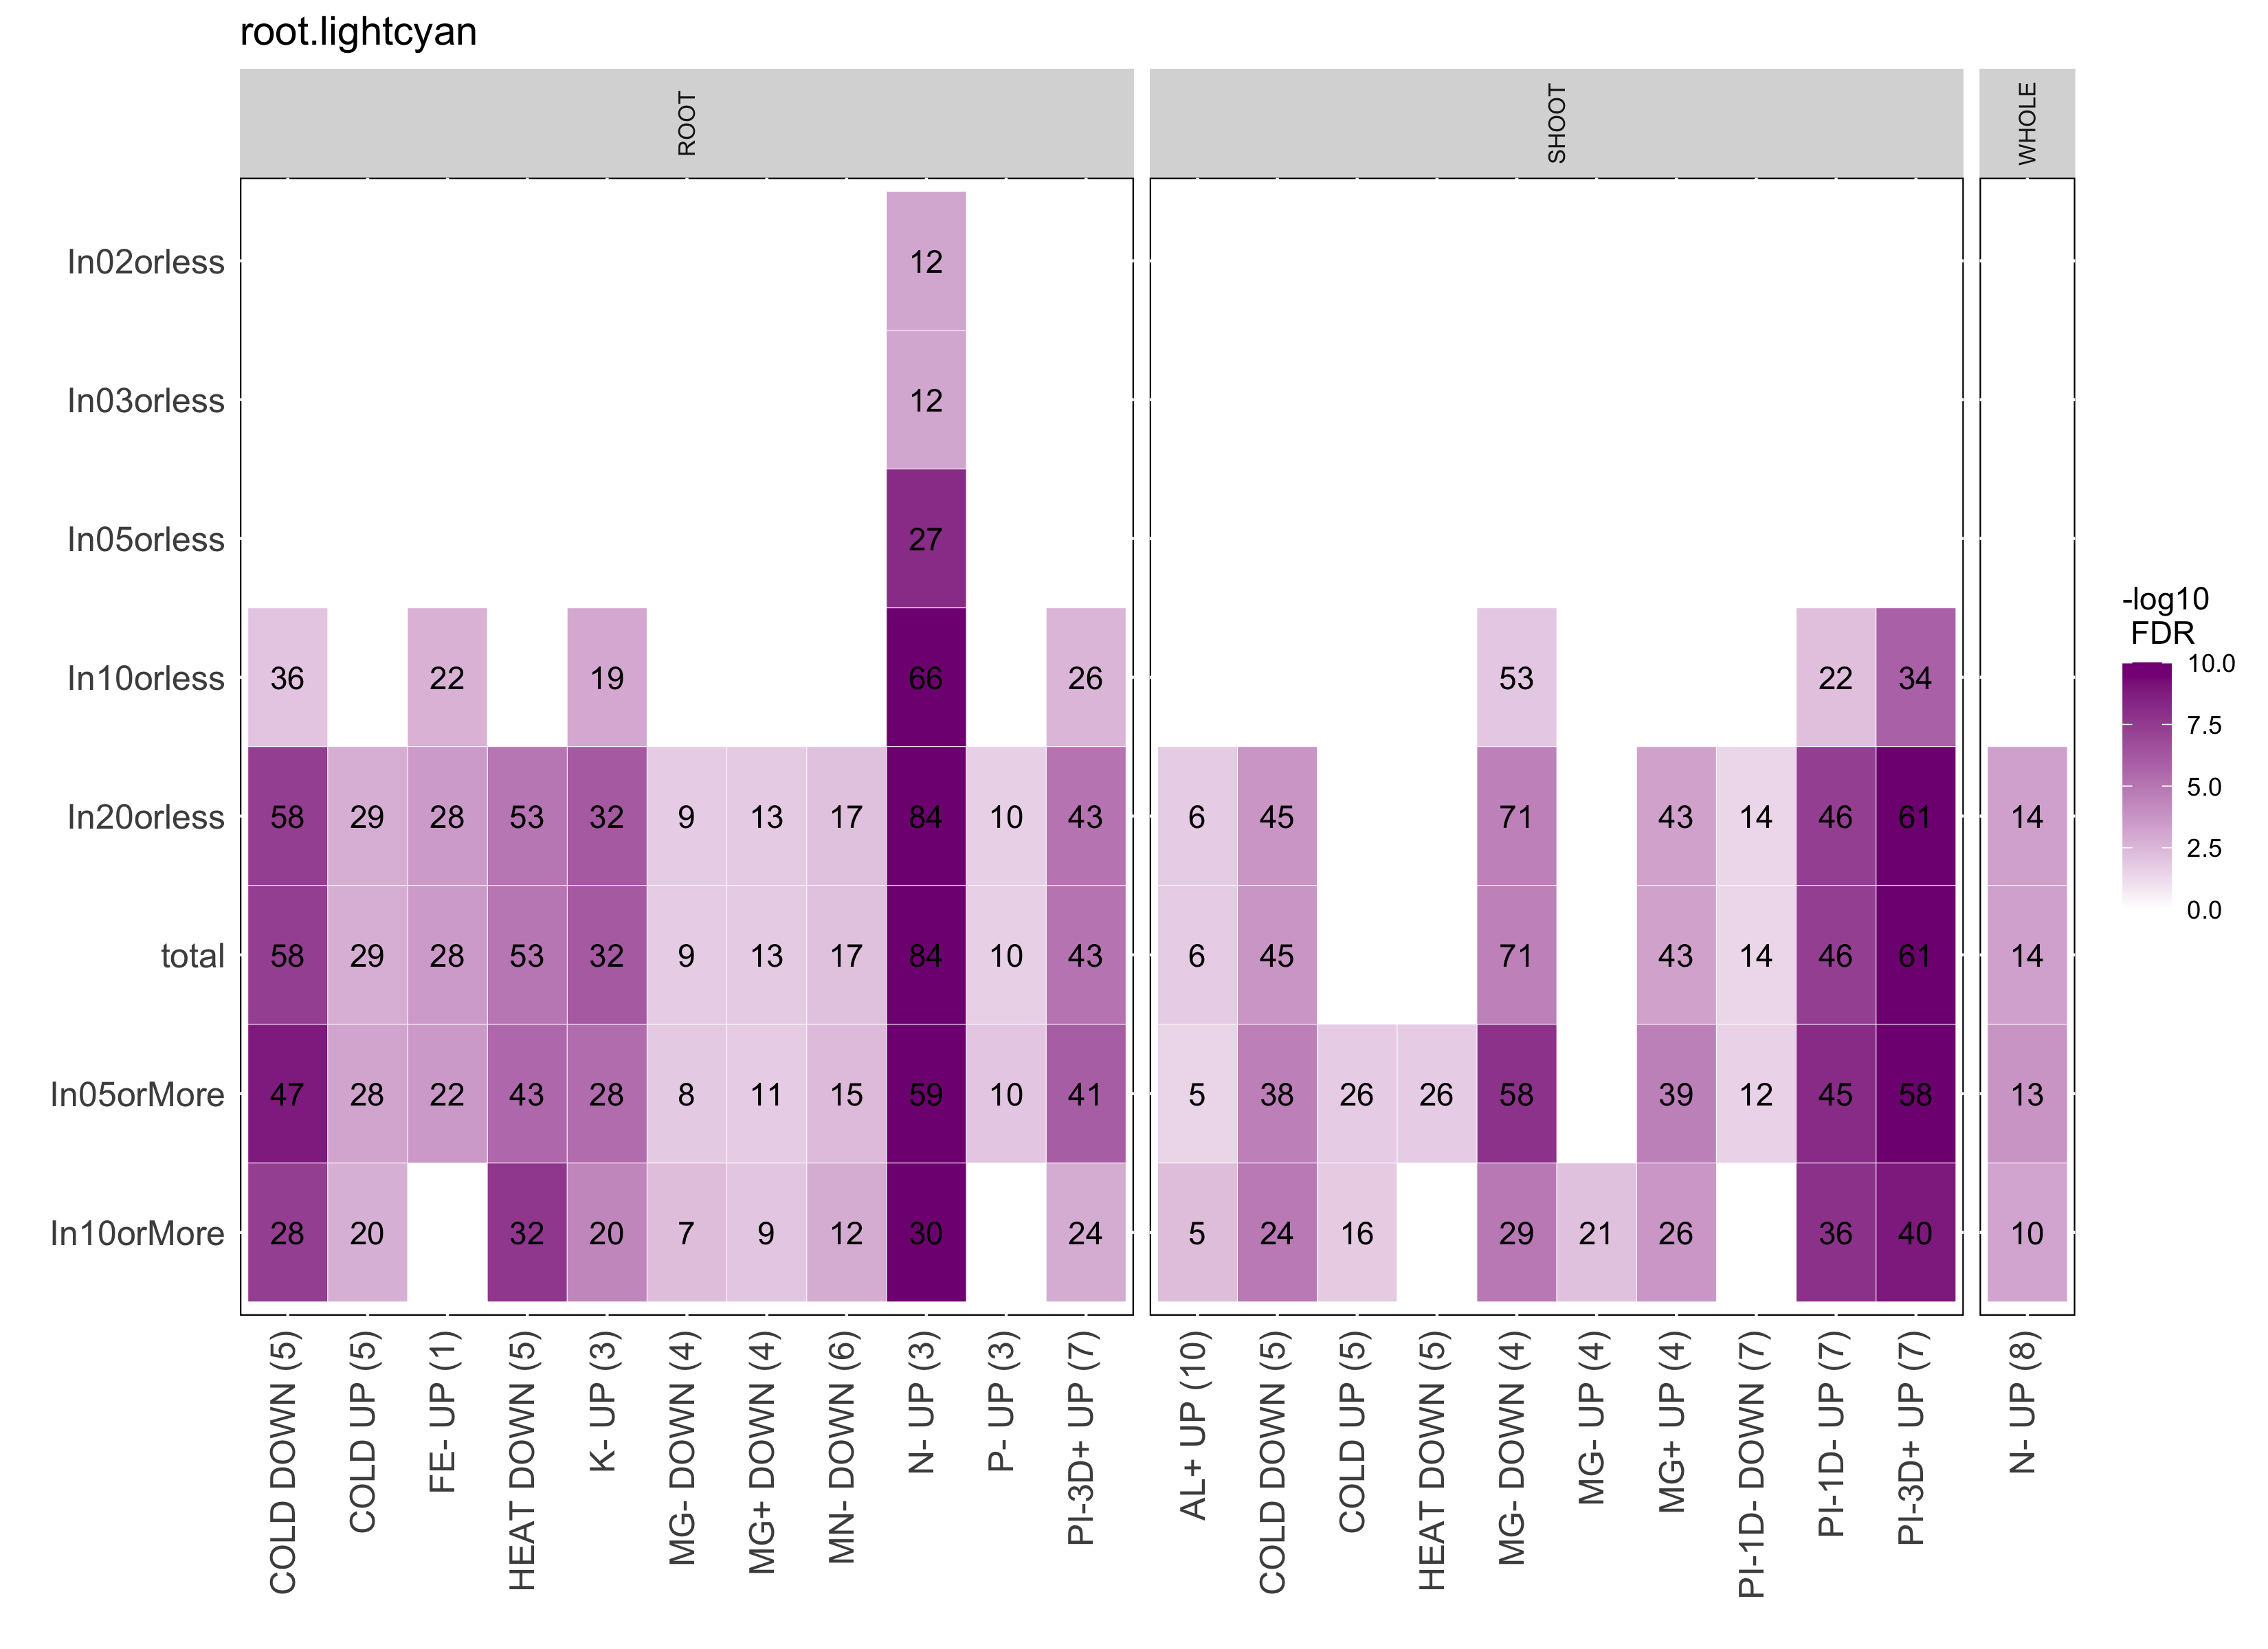 root.lightcyan
ROOT SHOOT WHOLE
In02orless 12
In03orless 12
In05orless 27
In10orless 36 22 19 66 26 53 22 34
In20orless 58 29 28 53 32 9 13 17 84 10 43 6 45 71 43 14 46 61 14
total 58 29 28 53 32 9 13 17 84 10 43 6 45 71 43 14 46 61 14
In05orMore 47 28 22 43 28 8 11 15 59 10 41 5 38 26 26 58 39 12 45 58 13
In10orMore 28 20 32 20 7 9 12 30 24 5 24 16 29 21 26 36 40 10
COLD DOWN (5)
COLD UP (5)
FE- UP (1)
HEAT DOWN (5)
K- UP (3)
MG- DOWN (4)
MG+ DOWN (4)
MN- DOWN (6)
N- UP (3)
P- UP (3)
PI-3D+ UP (7)
AL+ UP (10)
COLD DOWN (5)
COLD UP (5)
HEAT DOWN (5)
MG- DOWN (4)
MG- UP (4)
MG+ UP (4)
PI-1D- DOWN (7)
PI-1D- UP (7)
PI-3D+ UP (7)
N- UP (8)
-log10
FDR
10.0
7.5
5.0
2.5
0.0